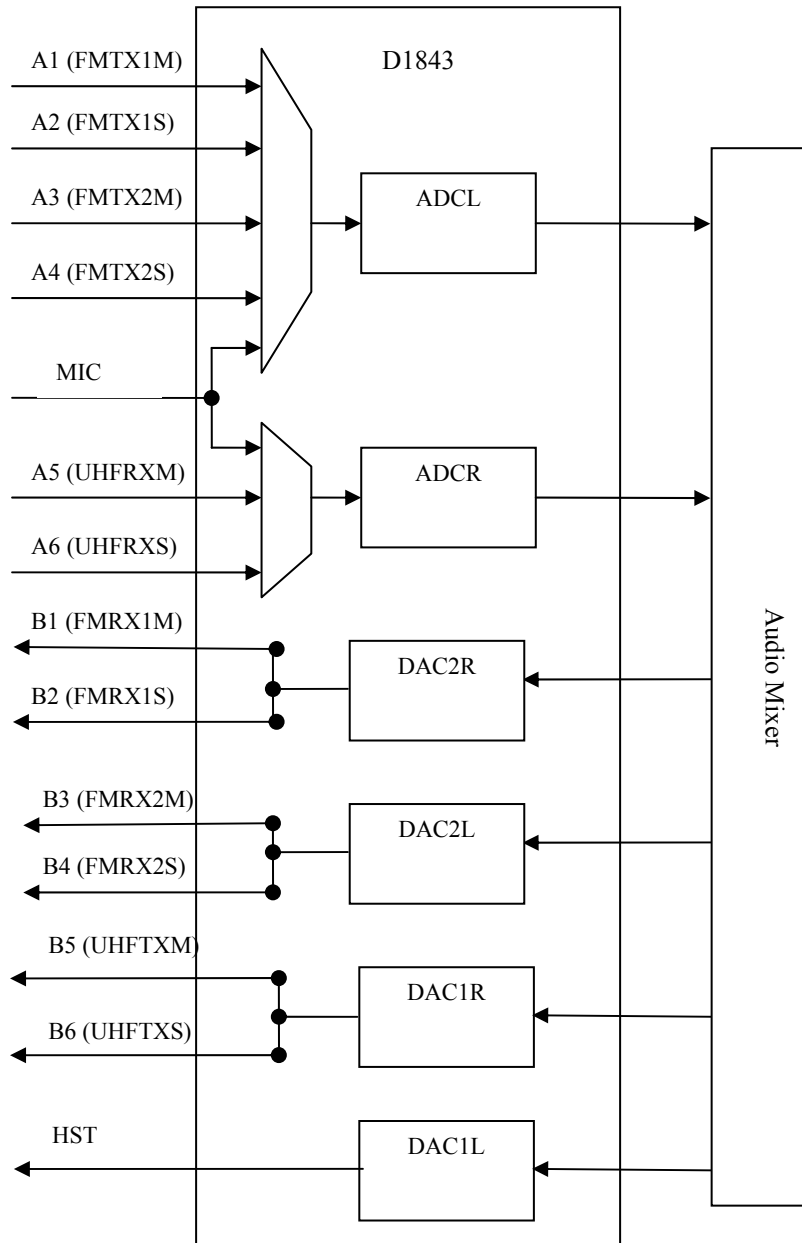 A1 (FMTX1M)
D1843
A2 (FMTX1S)
A3 (FMTX2M)
ADCL
A4 (FMTX2S)
MIC
A5 (UHFRXM)
ADCR
A6 (UHFRXS)
B1 (FMRX1M)
DAC2R
B2 (FMRX1S)
Audio Mixer
B3 (FMRX2M)
DAC2L
B4 (FMRX2S)
B5 (UHFTXM)
DAC1R
B6 (UHFTXS)
HST
DAC1L